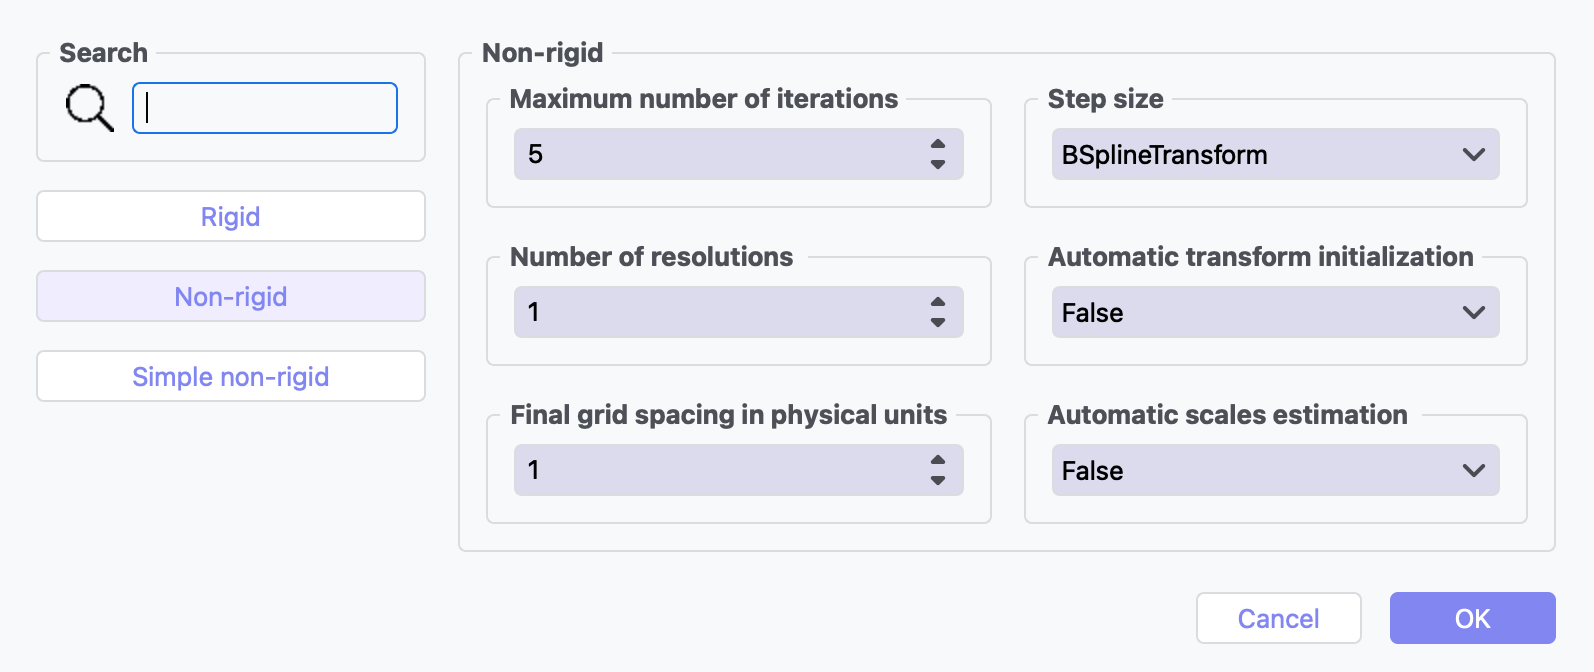 Search
Rigid
Non-rigid
Simple non-rigid
Non-rigid
Maximum number of iterations
5
Step size
BSplineTransform
Number of resolutions
1
Automatic transform initialization
False
Final grid spacing in physical units
1
Automatic scales estimation
False
Cancel
OK